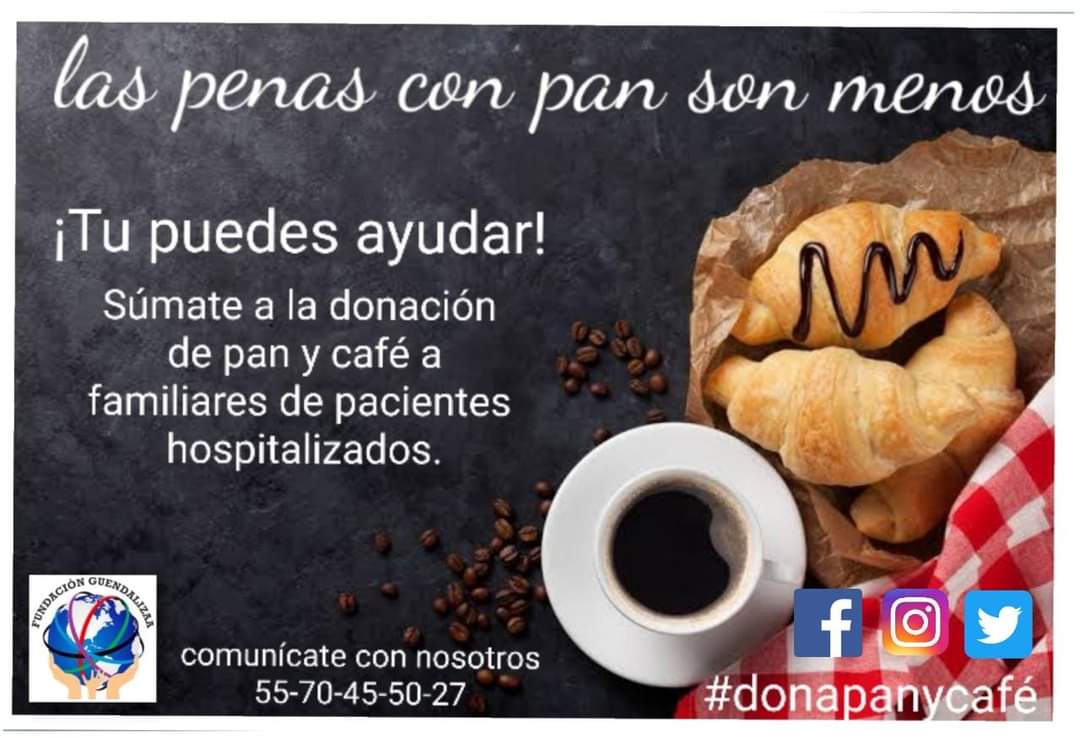 las penas con pan son menos
¡Tu puedes ayudar!
Súmate a la donación
de pan y café a
familiares de pacientes
hospitalizados.
FUNDACIÓN GUENDALIZAA
comunícate con nosotros
55-70-45-50-27
#donapanycafé